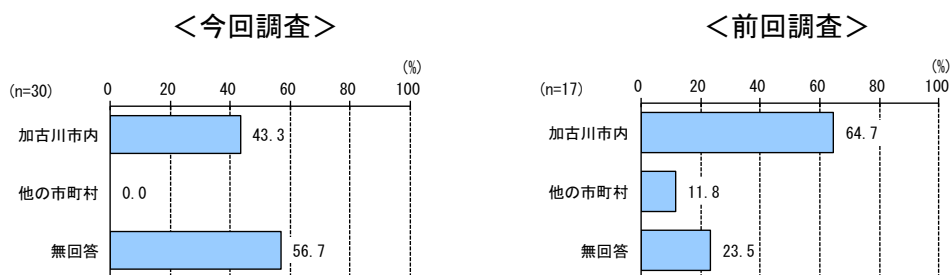 ＜今回調査＞
(%)
(n=30) 0 20 40 60 80 100
加古川市内 43.3
他の市町村 0.0
無回答 56.7
＜前回調査＞
(%)
(n=17) 0 20 40 60 80 100
加古川市内 64.7
他の市町村 11.8
無回答 23.5